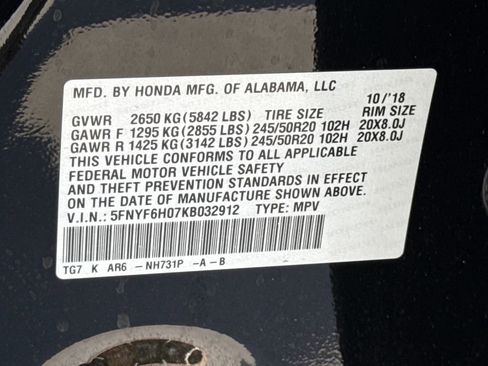 MFD. BY HONDA MFG. OF ALABAMA, LLC
10/'18
GVWR 2650 KG(5842 LBS) TIRE SIZE RIM SIZE
GAWR F 1295 KG(2855 LBS) 245/50R20 102H 20X8.0J
GAWR R 1425 KG(3142 LBS) 245/50R20 102H 20X8.0J
THIS VEHICLE CONFORMS TO ALL APPLICABLE
FEDERAL MOTOR VEHICLE SAFETY
AND THEFT PREVENTION STANDARDS IN EFFECT
ON THE DATE OF MANUFACTURE SHOWN ABOVE.
V.I.N.: 5FNYF6H07KB032912 TYPE: MPV
TG7 K AR6 -NH731P -A-B